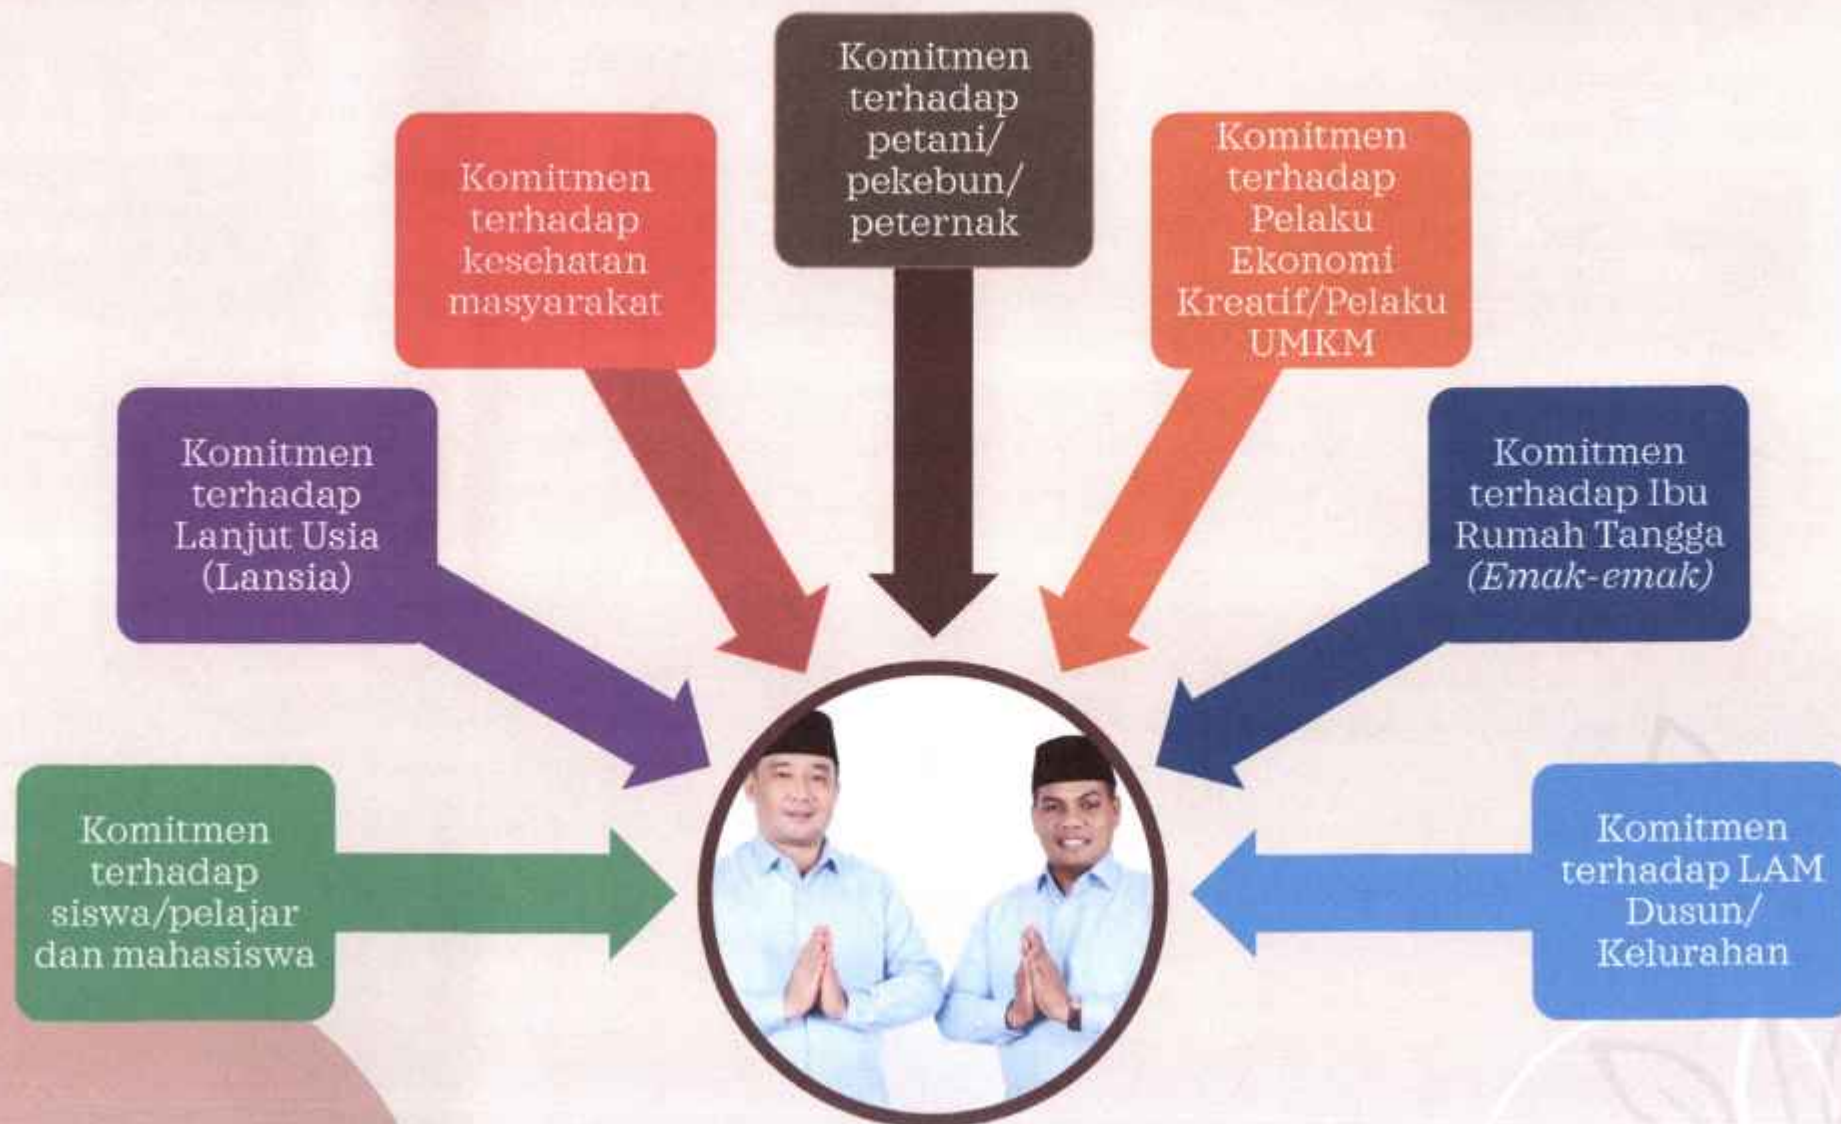 Komitmen
terhadap
petani/
pekebun/
peternak
Komitmen
terhadap
kesehatan
masyarakat
Komitmen
terhadap
Pelaku
Ekonomi
Kreatif/Pelaku
UMKM
Komitmen
terhadap
Lanjut Usia
(Lansia)
Komitmen
terhadap Ibu
Rumah Tangga
(Emak-emak)
Komitmen
terhadap
siswa/pelajar
dan mahasiswa
Komitmen
terhadap LAM
Dusun/
Kelurahan